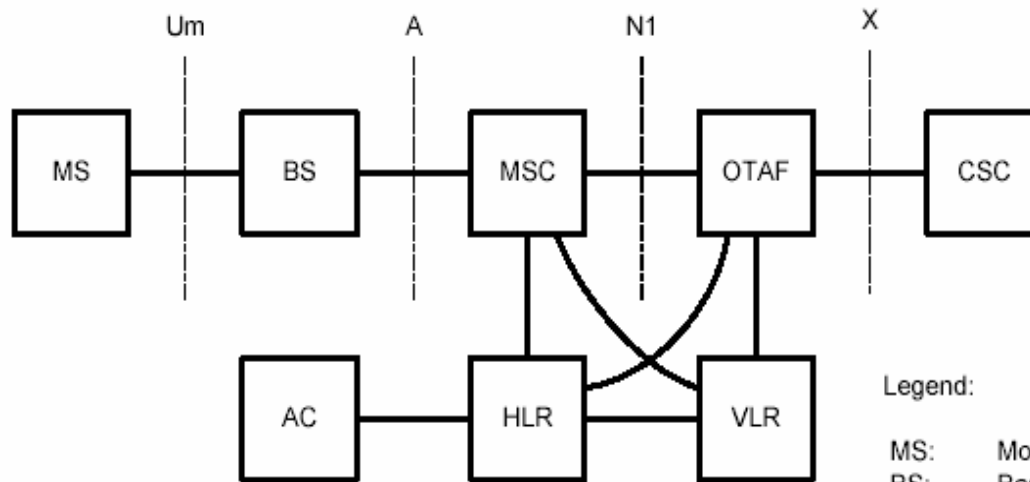 Um A N1 X
MS BS MSC OTAF CSC
AC HLR VLR
Legend:
MS: